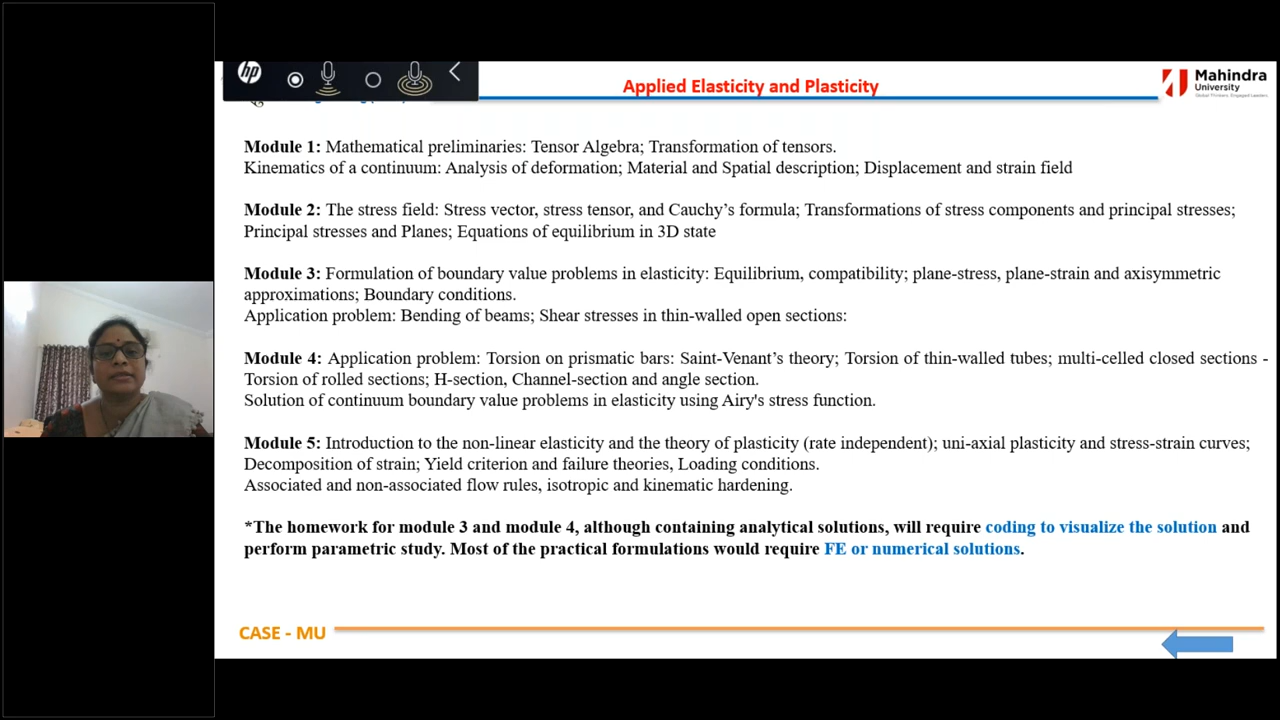 hp
Applied Elasticity and Plasticity
Mahindra
University
Global Thinkers. Engaged Leaders.
Module 1: Mathematical preliminaries: Tensor Algebra; Transformation of tensors.
Kinematics of a continuum: Analysis of deformation; Material and Spatial description; Displacement and strain field
Module 2: The stress field: Stress vector, stress tensor, and Cauchy’s formula; Transformations of stress components and principal stresses;
Principal stresses and Planes; Equations of equilibrium in 3D state
Module 3: Formulation of boundary value problems in elasticity: Equilibrium, compatibility; plane-stress, plane-strain and axisymmetric
approximations; Boundary conditions.
Application problem: Bending of beams; Shear stresses in thin-walled open sections:
Module 4: Application problem: Torsion on prismatic bars: Saint-Venant’s theory; Torsion of thin-walled tubes; multi-celled closed sections -
Torsion of rolled sections; H-section, Channel-section and angle section.
Solution of continuum boundary value problems in elasticity using Airy's stress function.
Module 5: Introduction to the non-linear elasticity and the theory of plasticity (rate independent); uni-axial plasticity and stress-strain curves;
Decomposition of strain; Yield criterion and failure theories, Loading conditions.
Associated and non-associated flow rules, isotropic and kinematic hardening.
*The homework for module 3 and module 4, although containing analytical solutions, will require coding to visualize the solution and
perform parametric study. Most of the practical formulations would require FE or numerical solutions.
CASE - MU